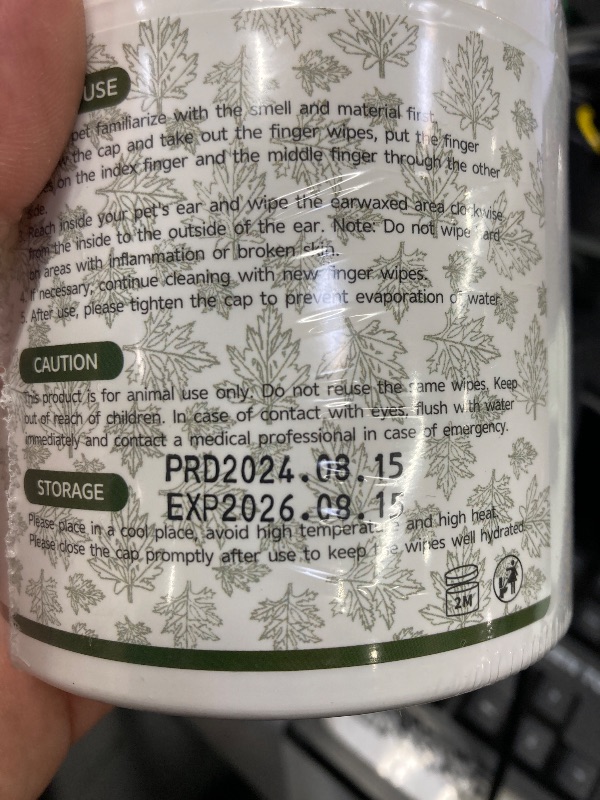 USE
pet familiarize with the smell and material first
the cap and take out the finger wipes, put the finger
on the index finger and the middle finger through the other
side.
Reach inside your pet's ear and wipe the earwaxed area clockwise
from the inside to the outside of the ear. Note: Do not wipe
on areas with inflammation or broken skin.
4. If necessary, continue cleaning with new finger wipes.
5. After use, please tighten the cap to prevent evaporation of water.
CAUTION
This product is for animal use only. Do not reuse the same wipes. Keep
out of reach of children. In case of contact with eyes, flush with water
immediately and contact a medical professional in case of emergency.
PRD2024.08.15
STORAGE
EXP2026.08.15
Please place in a cool place, avoid high temperature and high heat.
Please close the cap promptly after use to keep the wipes well hydrated.
2M